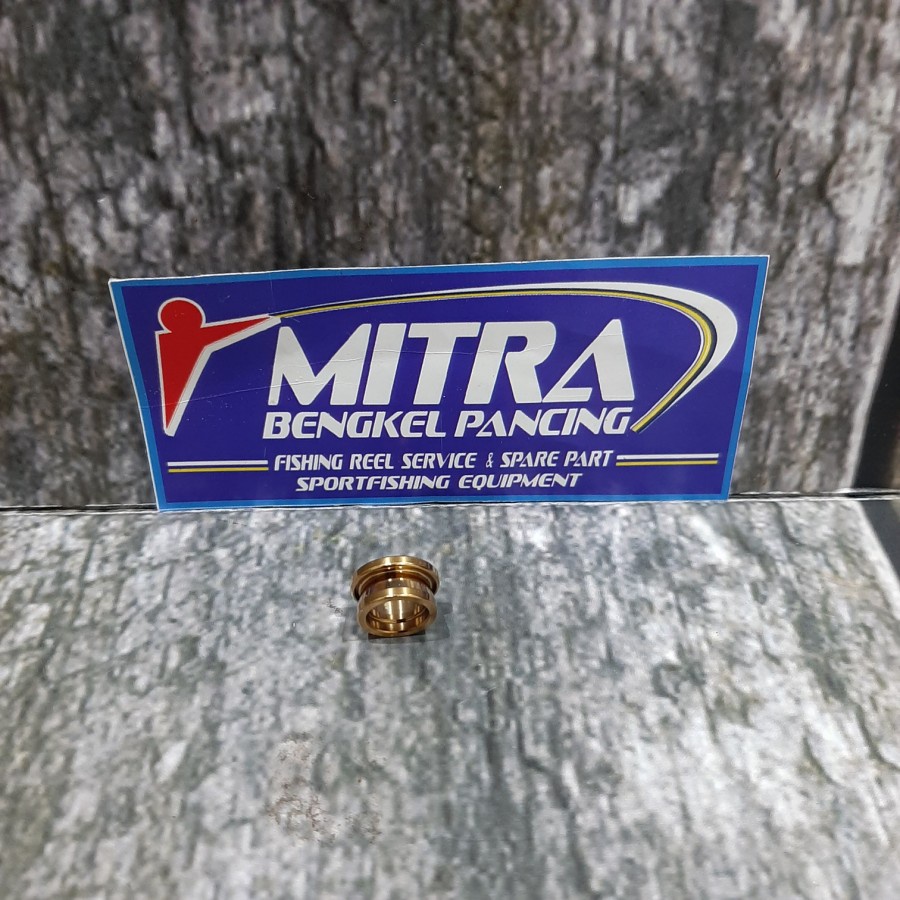 MITRA
BENGKEL PANCING
FISHING REEL SERVICE & SPARE PART
SPORTFISHING EQUIPMENT